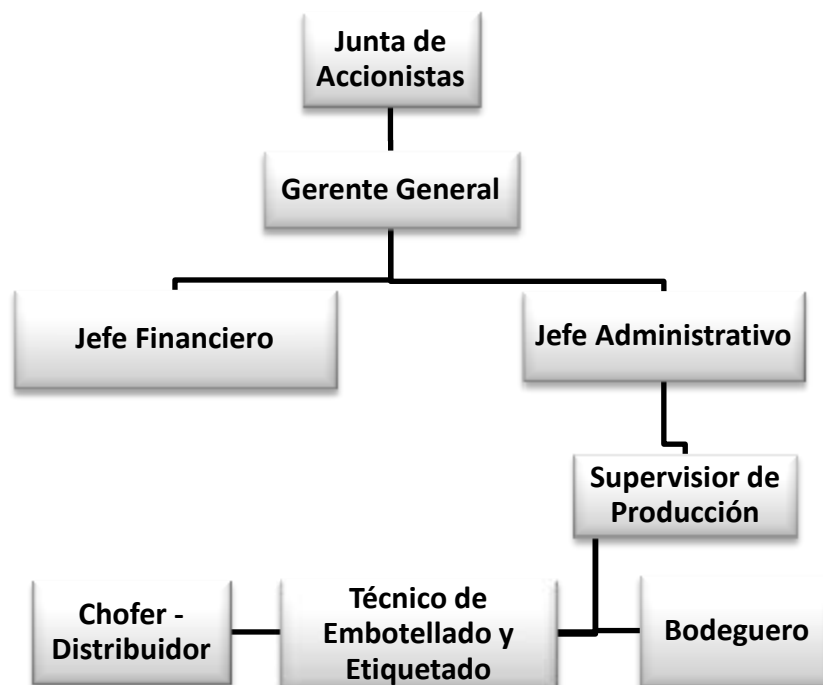 Junta de
Accionistas
Gerente General
Jefe Financiero
Jefe Administrativo
Supervisior de
Producción
Chofer -
Distribuidor
Técnico de
Embotellado y
Etiquetado
Bodeguero